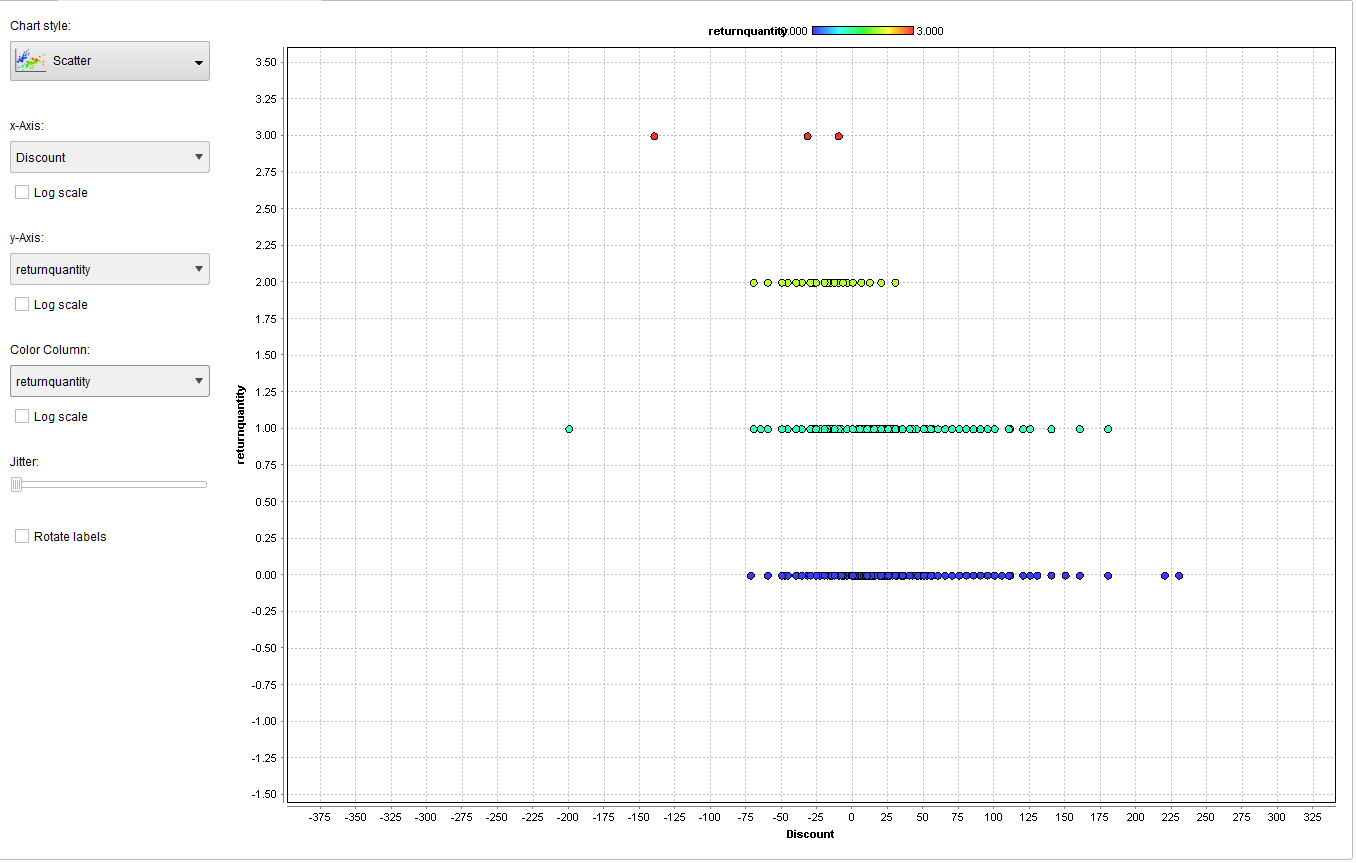 Chart style:
Scatter
x-Axis:
Discount
Log scale
y-Axis:
returnquantity
Log scale
Color Column:
returnquantity
Log scale
Jitter:
Rotate labels
returnquantity 0.000 3.000
3.50
3.25
3.00
2.75
2.50
2.25
2.00
1.75
1.50
1.25
1.00
0.75
0.50
0.25
0.00
-0.25
-0.50
-0.75
-1.00
-1.25
-1.50
returnquantity
-375 -350 -325 -300 -275 -250 -225 -200 -175 -150 -125 -100 -75 -50 -25 0 25 50 75 100 125 150 175 200 225 250 275 300 325
Discount